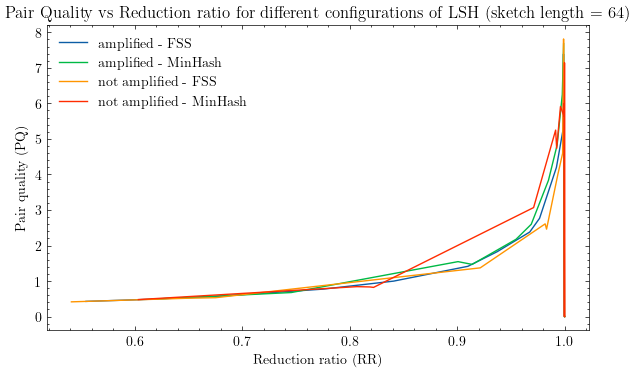 Pair Quality vs Reduction ratio for different configurations of LSH (sketch length = 64)
8
7
6
5
4
3
2
1
0
Pair quality (PQ)
amplified - FSS
amplified - MinHash
not amplified - FSS
not amplified - MinHash
0.6 0.7 0.8 0.9 1.0
Reduction ratio (RR)